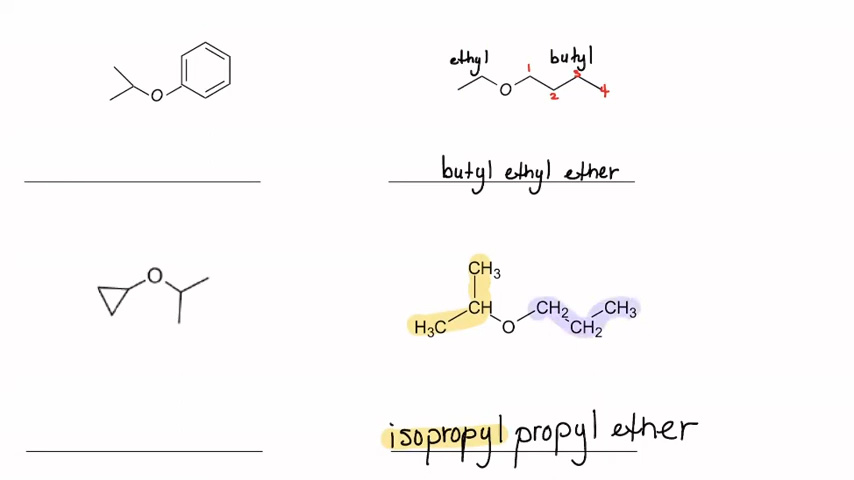 ethyl butyl
1
3
O
2
4
O
butyl ethyl ether
O
CH3
CH CH2 CH3
H3C O CH2
isopropyl propyl ether